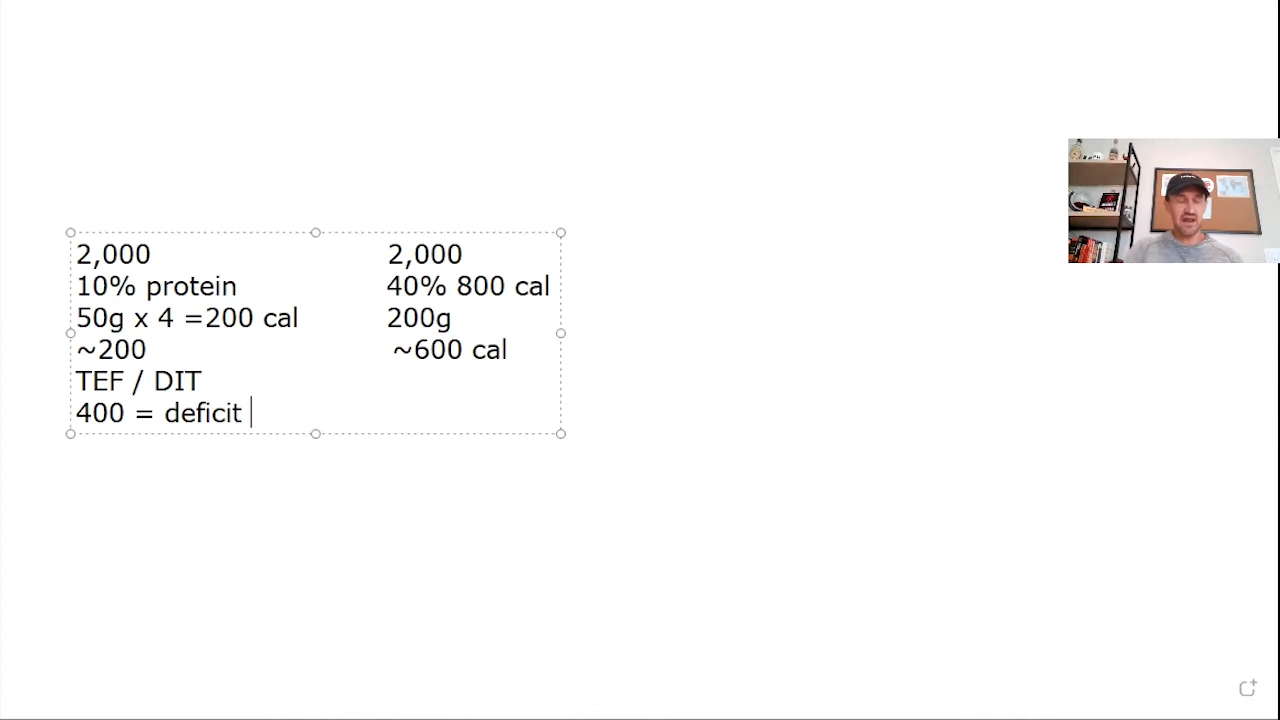 2,000 2,000
10% protein 40% 800 cal
50g x 4 =200 cal 200g
~200 ~600 cal
TEF / DIT
400 = deficit